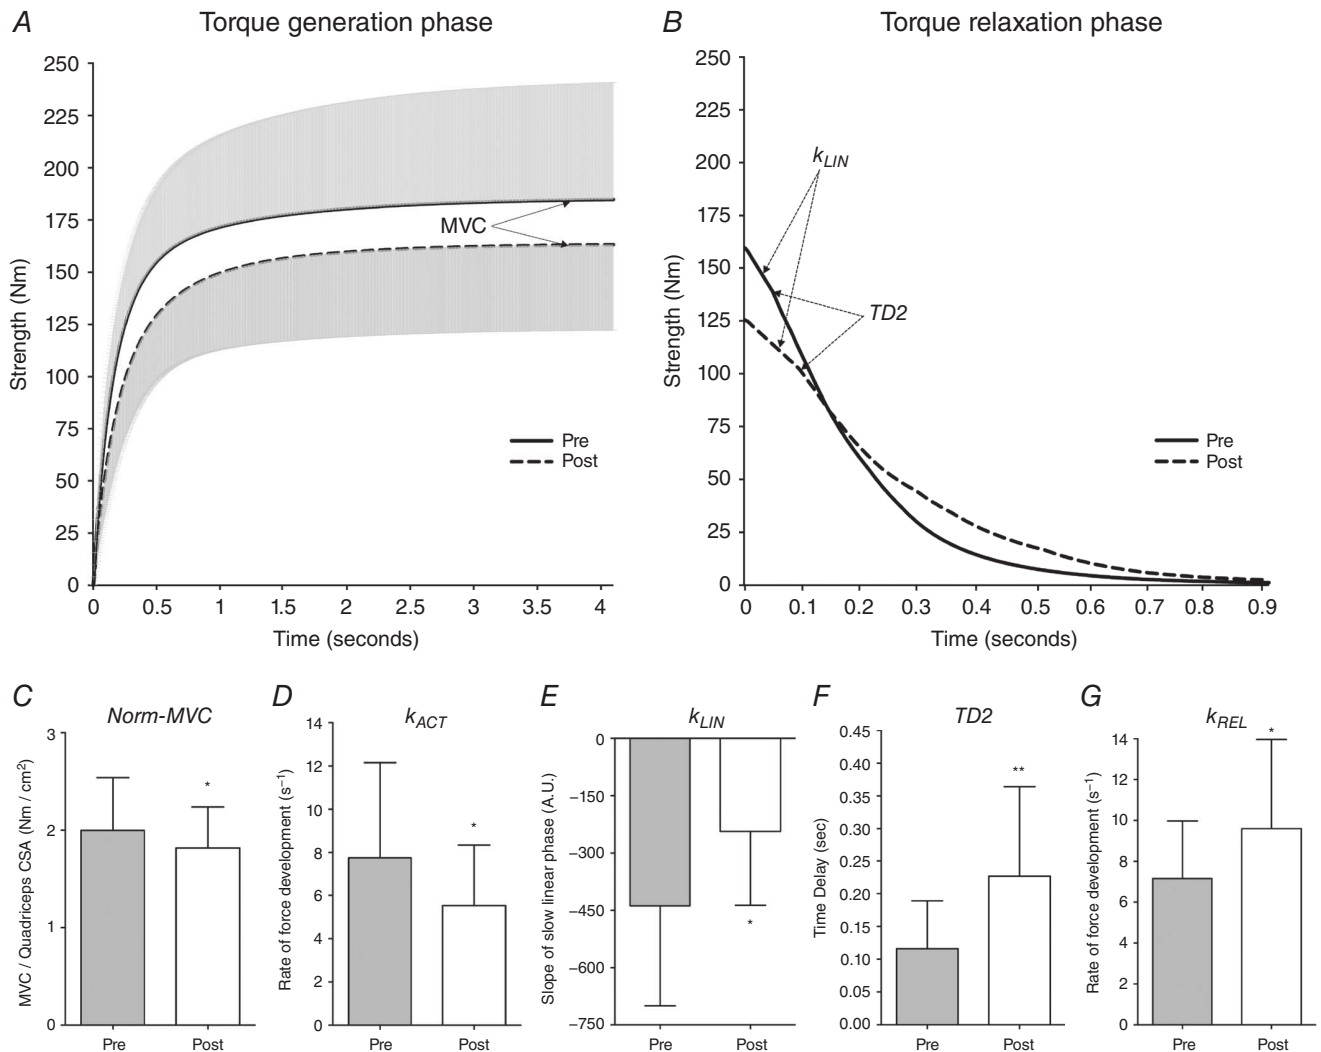 A Torque generation phase
250
225
200
175
150
125
100
75
50
25
0
Strength (Nm)
MVC
Pre
Post
0 0.5 1 1.5 2 2.5 3 3.5 4
Time (seconds)
B Torque relaxation phase
250
225
200
175
150
125
100
75
50
25
0
Strength (Nm)
kLIN
TD2
Pre
Post
0 0.1 0.2 0.3 0.4 0.5 0.6 0.7 0.8 0.9
Time (seconds)
C Norm-MVC
3
2
1
0
MVC / Quadriceps CSA (Nm / cm²)
*
Pre Post
D kACT
14
12
10
8
6
4
2
0
Rate of force development (s⁻¹)
*
Pre Post
E kLIN
0
−150
−300
−450
−600
−750
Slope of slow linear phase (A.U.)
*
Pre Post
F TD2
0.45
0.40
0.35
0.30
0.25
0.20
0.15
0.10
0.05
0.00
Time Delay (sec)
**
Pre Post
G kREL
14
12
10
8
6
4
2
0
Rate of force development (s⁻¹)
*
Pre Post